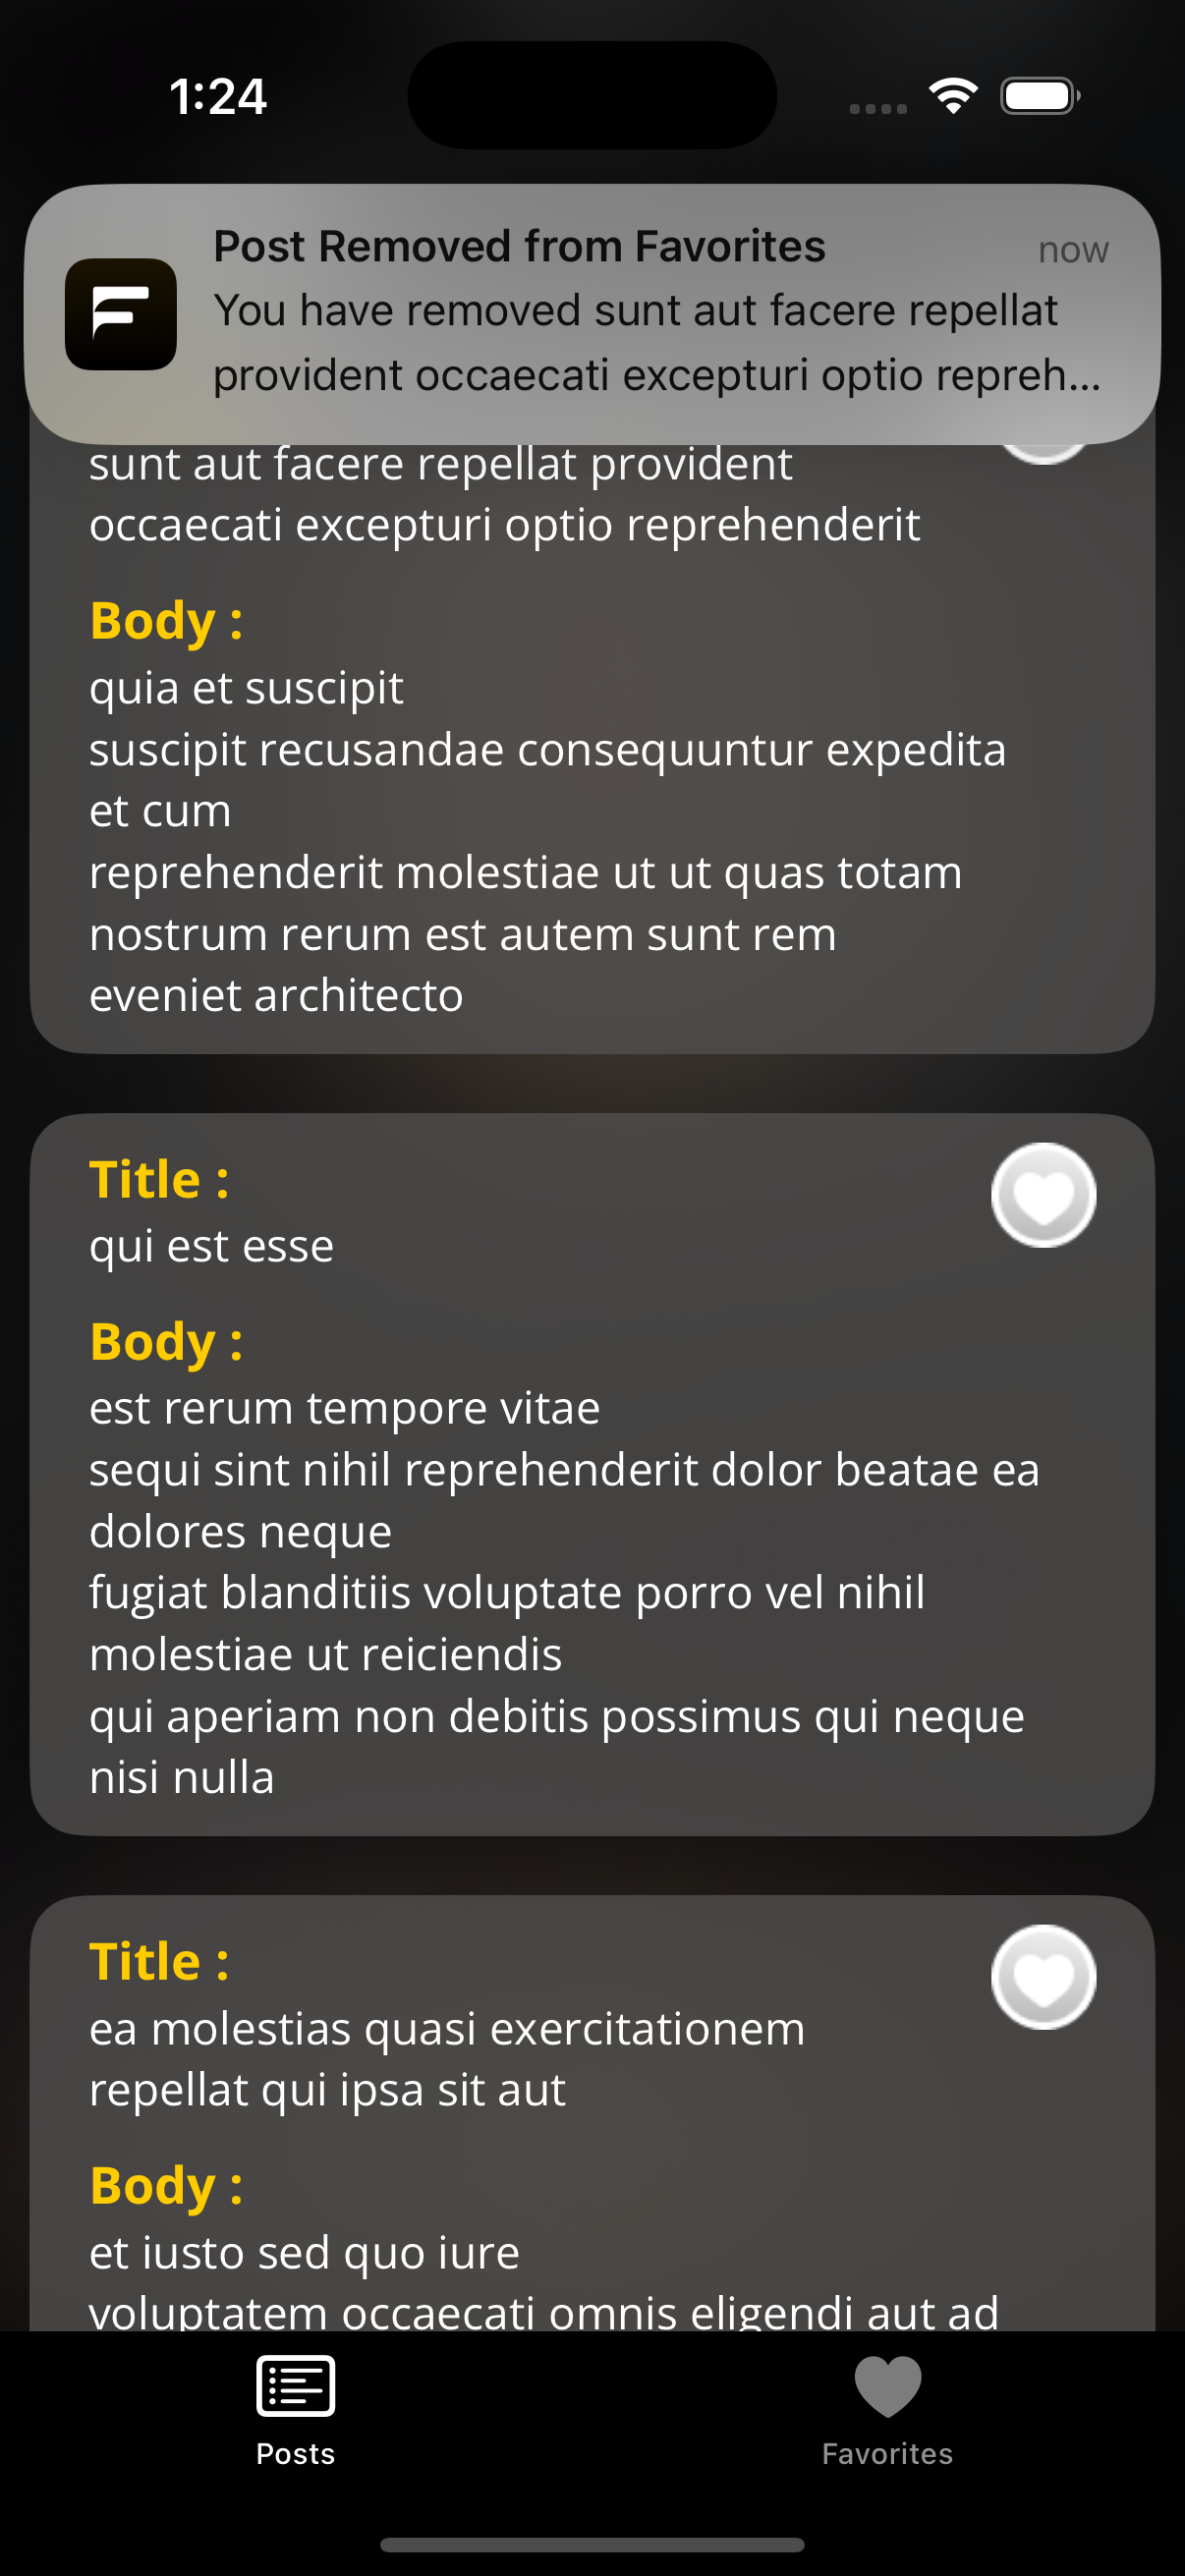 1:24
Post Removed from Favorites
now
You have removed sunt aut facere repellat
provident occaecati excepturi optio repreh...
sunt aut facere repellat provident
occaecati excepturi optio reprehenderit
Body :
quia et suscipit
suscipit recusandae consequuntur expedita
et cum
reprehenderit molestiae ut ut quas totam
nostrum rerum est autem sunt rem
eveniet architecto
Title :
qui est esse
Body :
est rerum tempore vitae
sequi sint nihil reprehenderit dolor beatae ea
dolores neque
fugiat blanditiis voluptate porro vel nihil
molestiae ut reiciendis
qui aperiam non debitis possimus qui neque
nisi nulla
Title :
ea molestias quasi exercitationem
repellat qui ipsa sit aut
Body :
et iusto sed quo iure
voluptatem occaecati omnis eligendi aut ad
Posts
Favorites